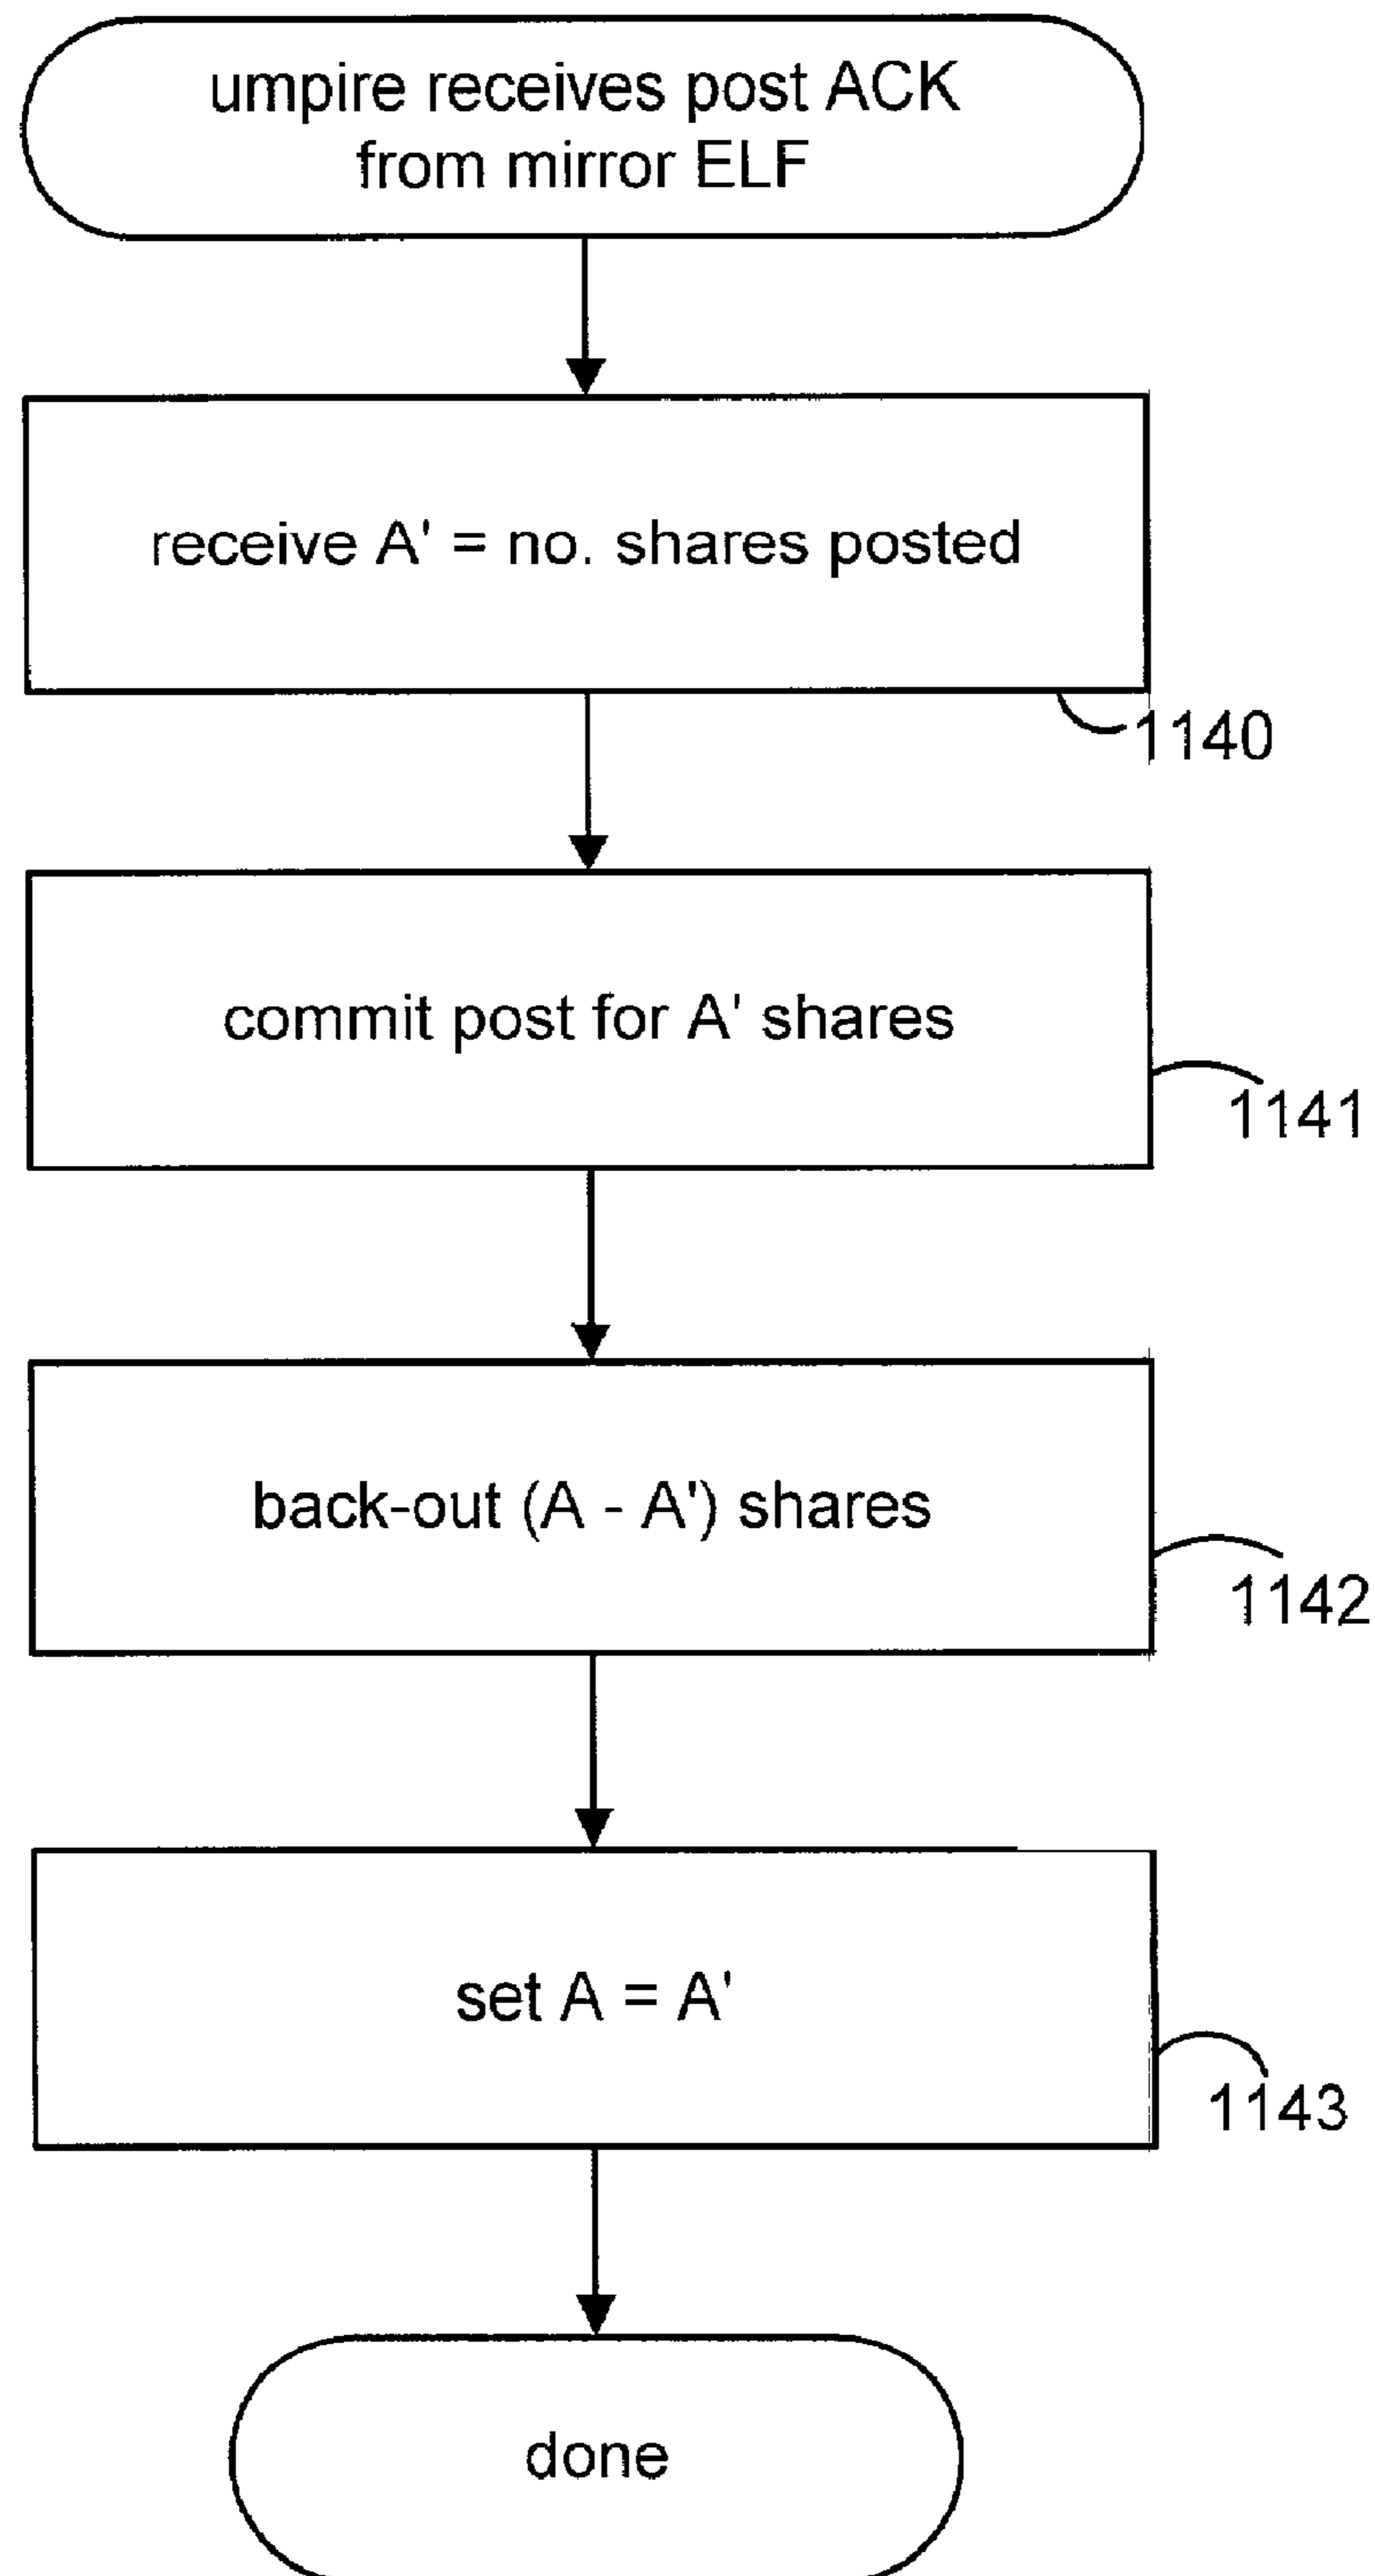 umpire receives post ACK
from mirror ELF
receive A' = no. shares posted
1140
commit post for A' shares
1141
back-out (A - A') shares
1142
set A = A'
1143
done